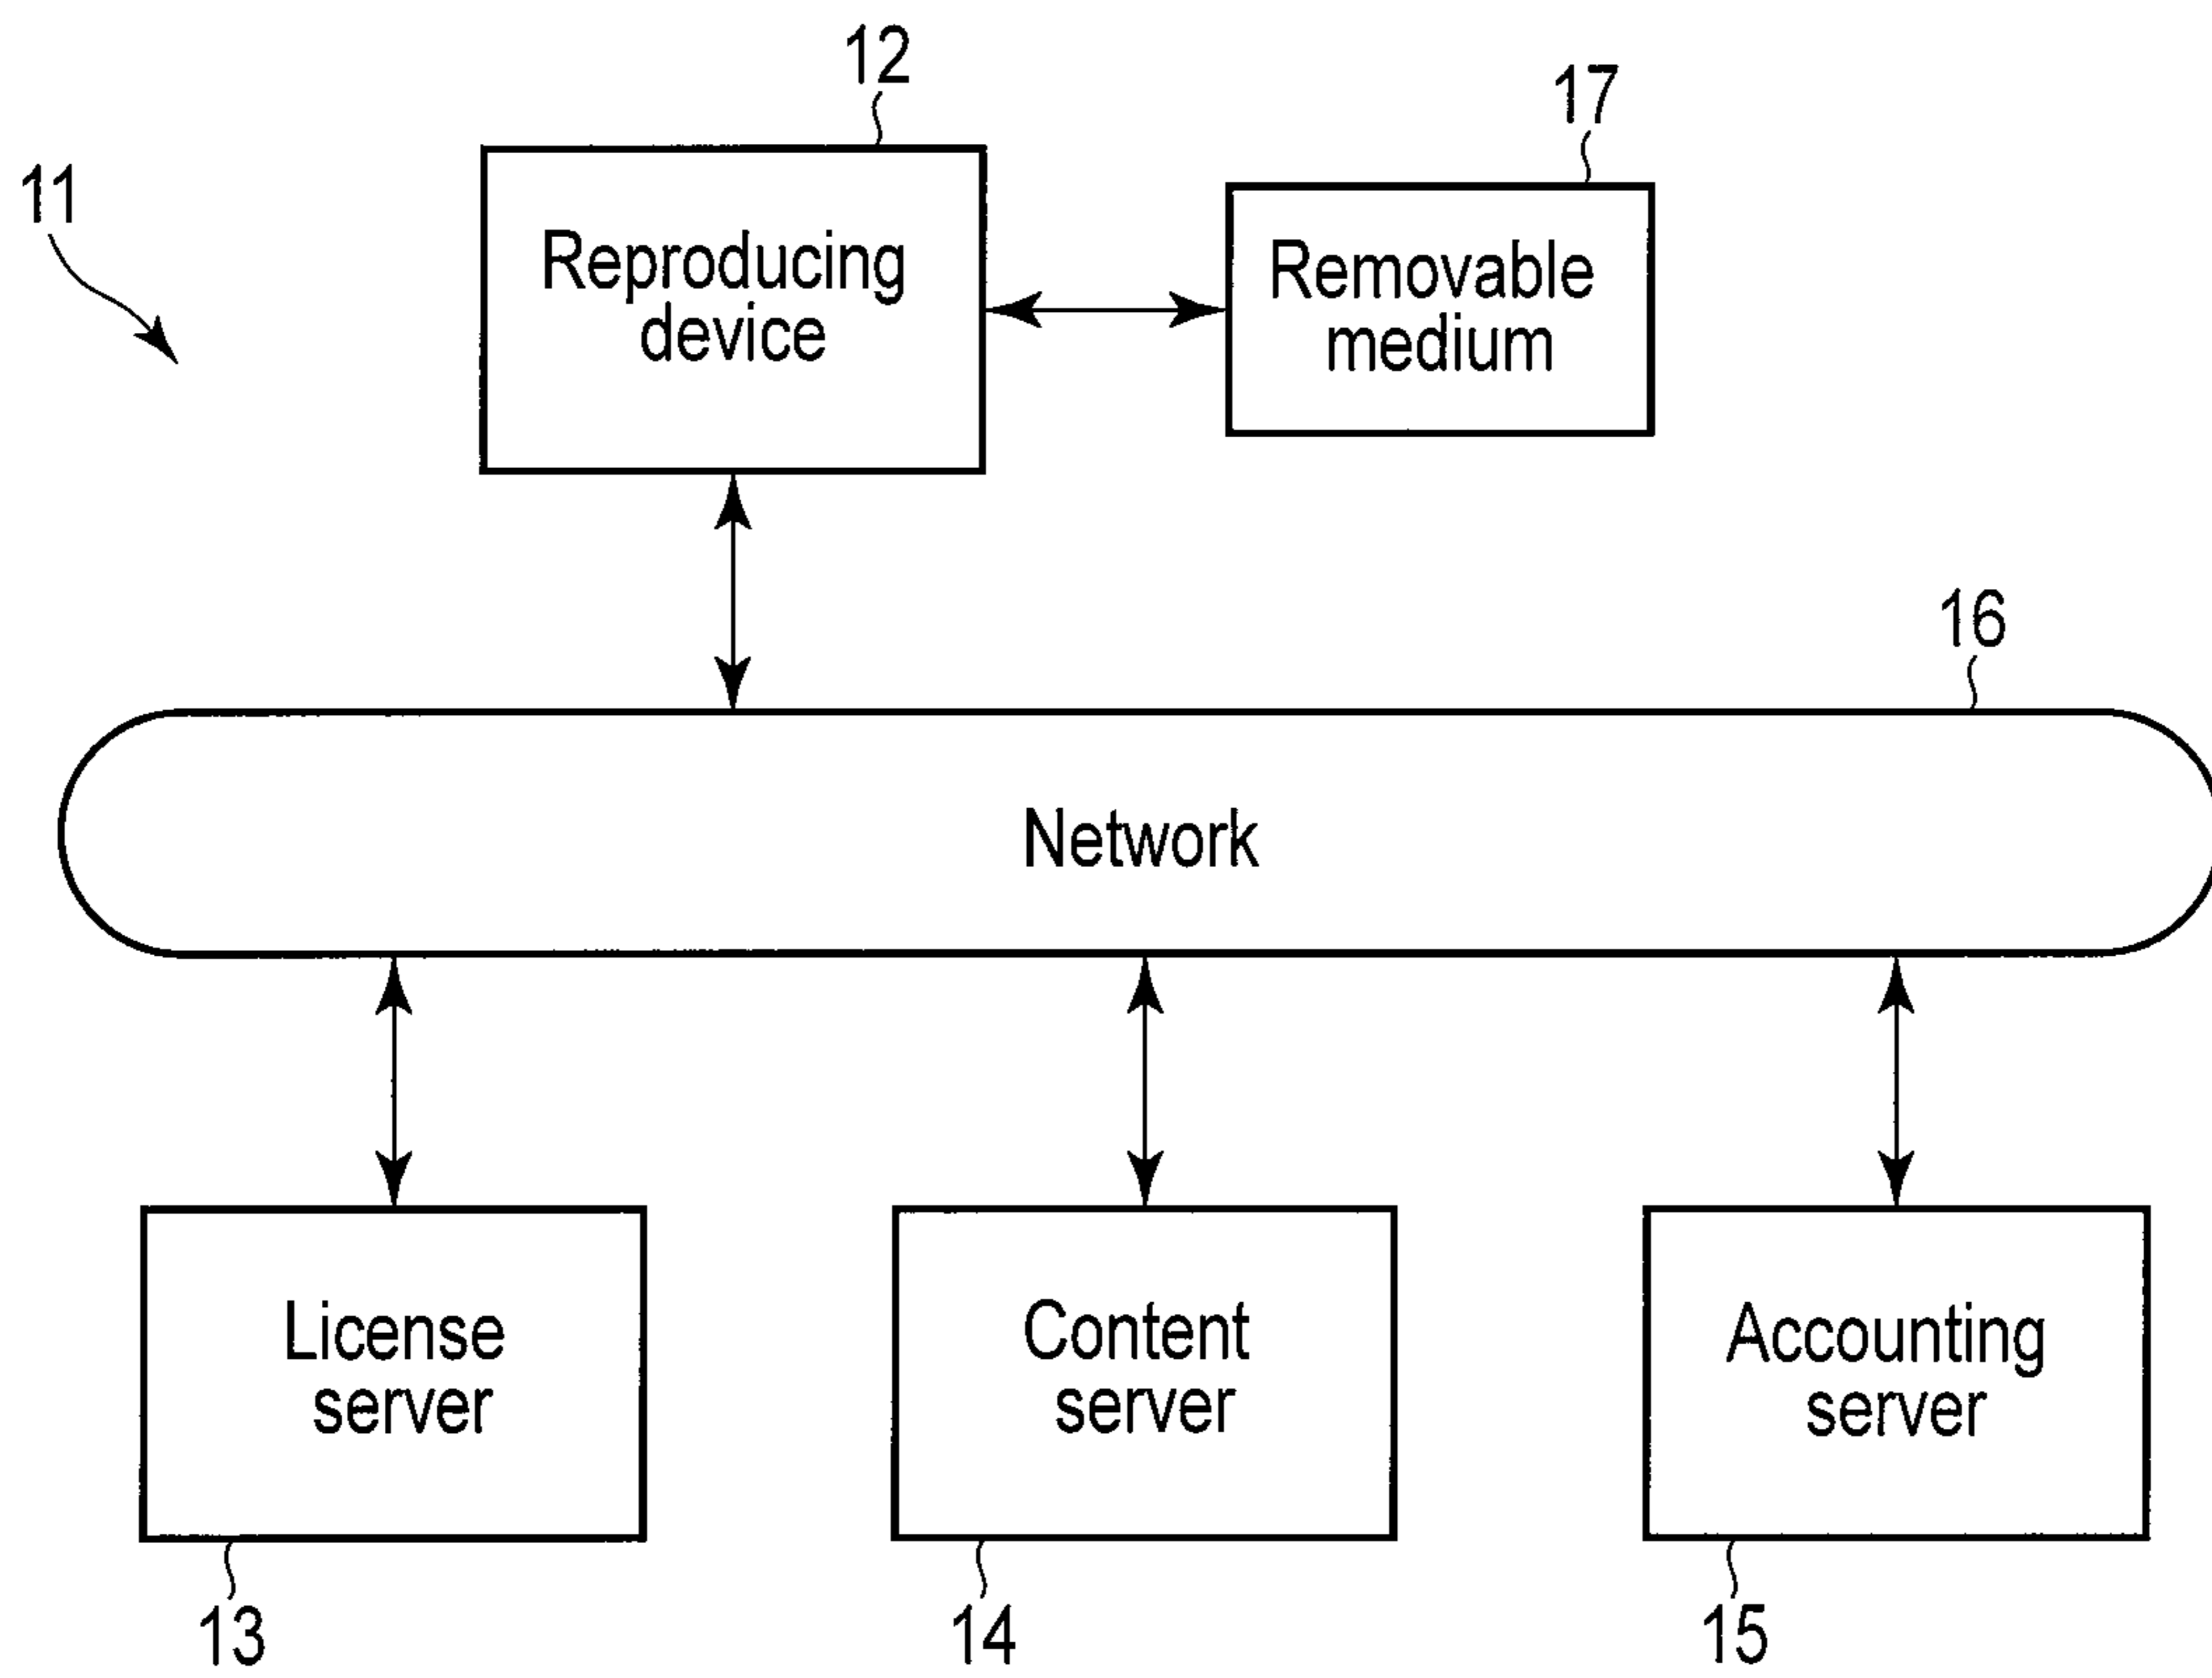 12
17
11
Reproducing
device
Removable
medium
16
Network
License
server
Content
server
Accounting
server
13
14
15